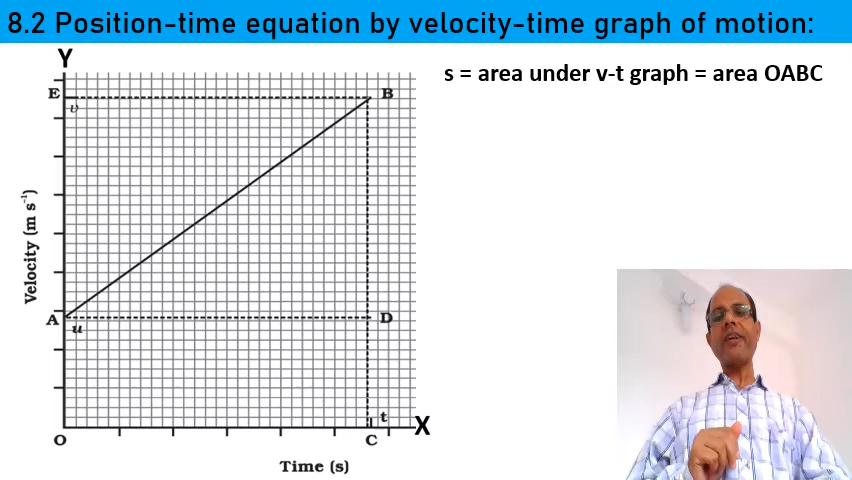 8.2 Position-time equation by velocity-time graph of motion:
Y
s = area under v-t graph = area OABC
E
v
B
Velocity (m s⁻¹)
A
u
D
t
X
O
C
Time (s)